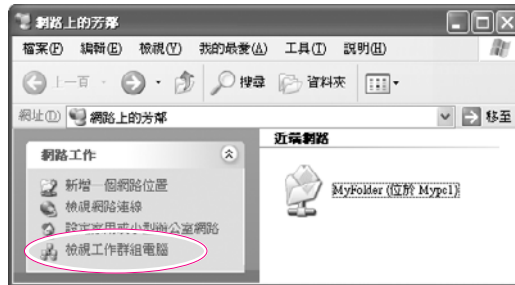 網路上的芳鄰
檔案(F) 編輯(E) 檢視(V) 我的最愛(A) 工具(T) 說明(H)
上一頁 搜尋 資料夾
網址(D) 網路上的芳鄰 移至
近端網路
網路工作
MyFolder (位於 Mypc1)
新增一個網路位置
檢視網路連線
設定家用或小型辦公室網路
檢視工作群組電腦